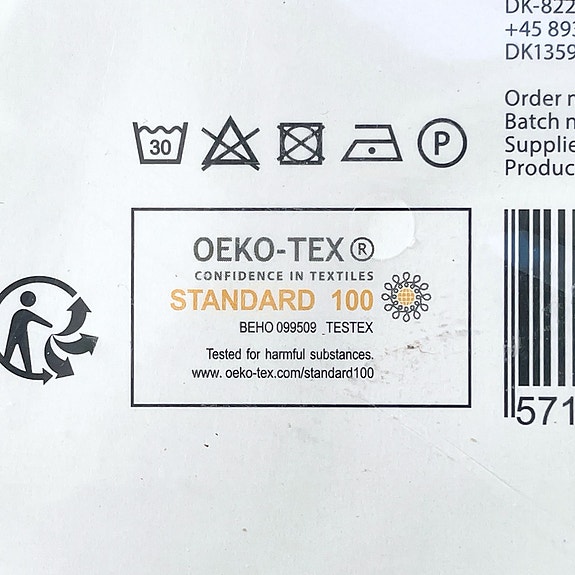 DK-822
+45 893
DK1359
Order
Batch
Supplie
Produc
30
P
OEKO-TEX®
CONFIDENCE IN TEXTILES
STANDARD 100
BEHO 099509 TESTEX
Tested for harmful substances.
www.oeko-tex.com/standard100
571